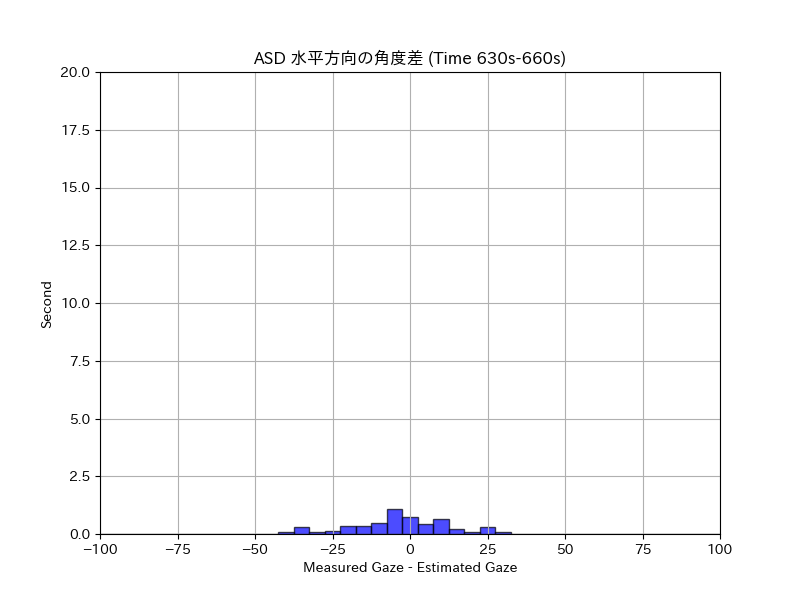 ASD 水平方向の角度差 (Time 630s-660s)
20.0
17.5
15.0
12.5
10.0
7.5
5.0
2.5
0.0
Second
−100 −75 −50 −25 0 25 50 75 100
Measured Gaze - Estimated Gaze